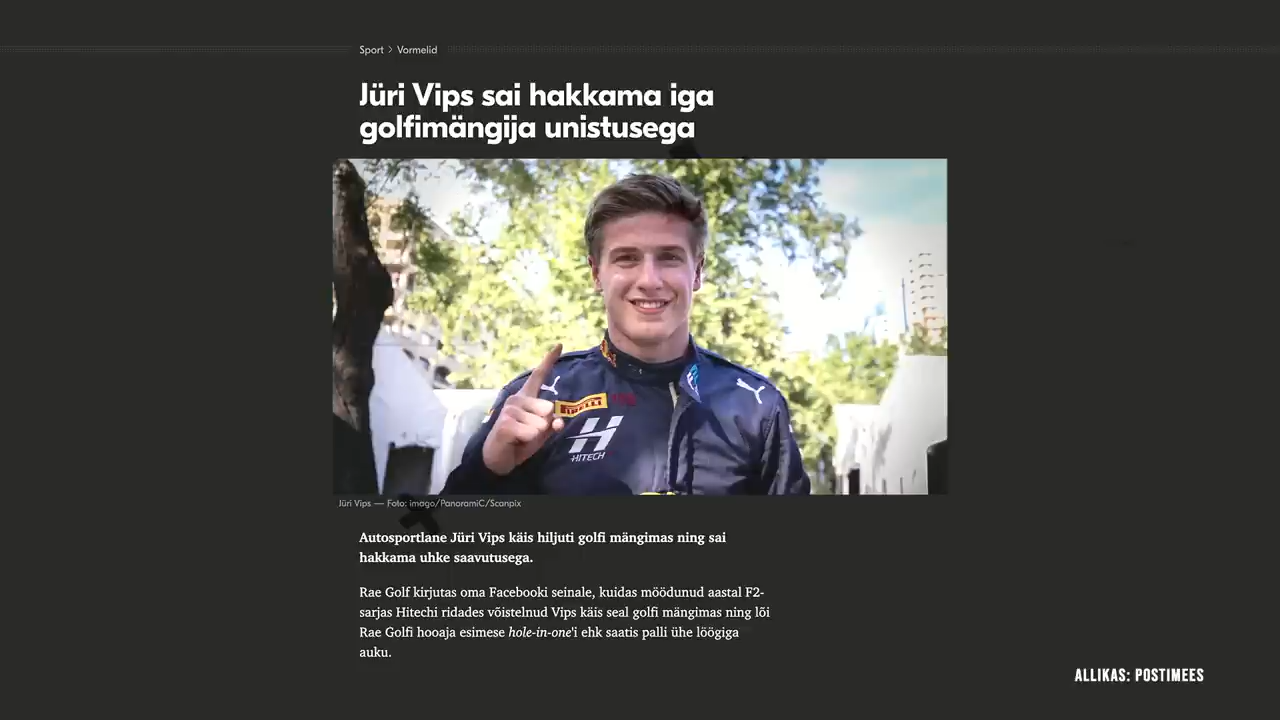 Sport > Vormelid
Jüri Vips sai hakkama iga
golfimängija unistusega
PIRELLI
HITECH
Jüri Vips — Foto: imago/PanoramiC/Scanpix
Autosportlane Jüri Vips käis hiljuti golfi mängimas ning sai
hakkama uhke saavutusega.
Rae Golf kirjutas oma Facebooki seinale, kuidas möödunud aastal F2-
sarjas Hitechi ridades võistelnud Vips käis seal golfi mängimas ning lõi
Rae Golfi hooaja esimese hole-in-one'i ehk saatis palli ühe löögiga
auku.
ALLIKAS: POSTIMEES